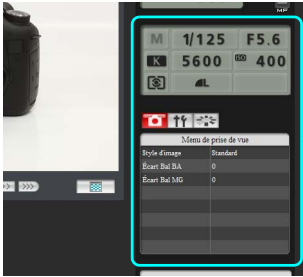 M 1/125 F5.6
K 5600 ISO 400
L
Menu de prise de vue
Style d'image Standard
Écart Bal BA 0
Écart Bal MG 0